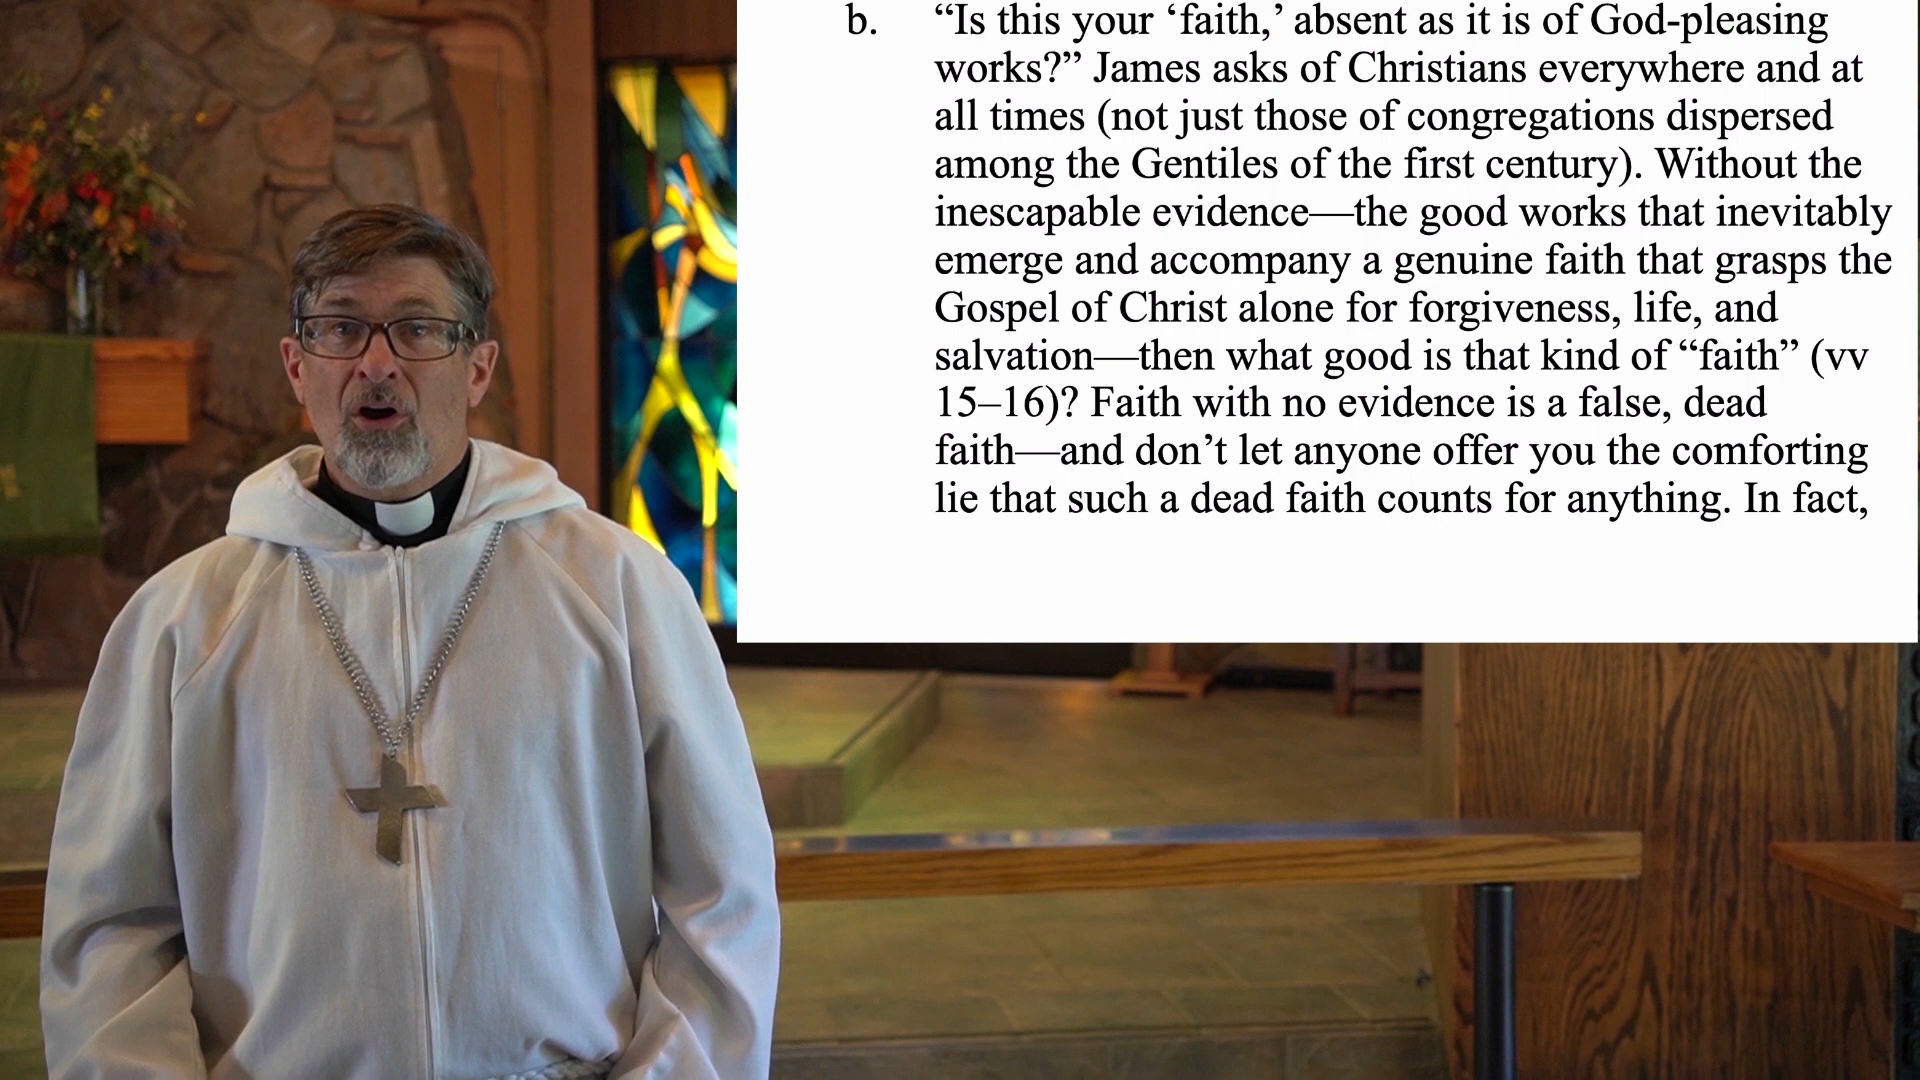 b. “Is this your ‘faith,’ absent as it is of God-pleasing
works?” James asks of Christians everywhere and at
all times (not just those of congregations dispersed
among the Gentiles of the first century). Without the
inescapable evidence—the good works that inevitably
emerge and accompany a genuine faith that grasps the
Gospel of Christ alone for forgiveness, life, and
salvation—then what good is that kind of “faith” (vv
15–16)? Faith with no evidence is a false, dead
faith—and don’t let anyone offer you the comforting
lie that such a dead faith counts for anything. In fact,